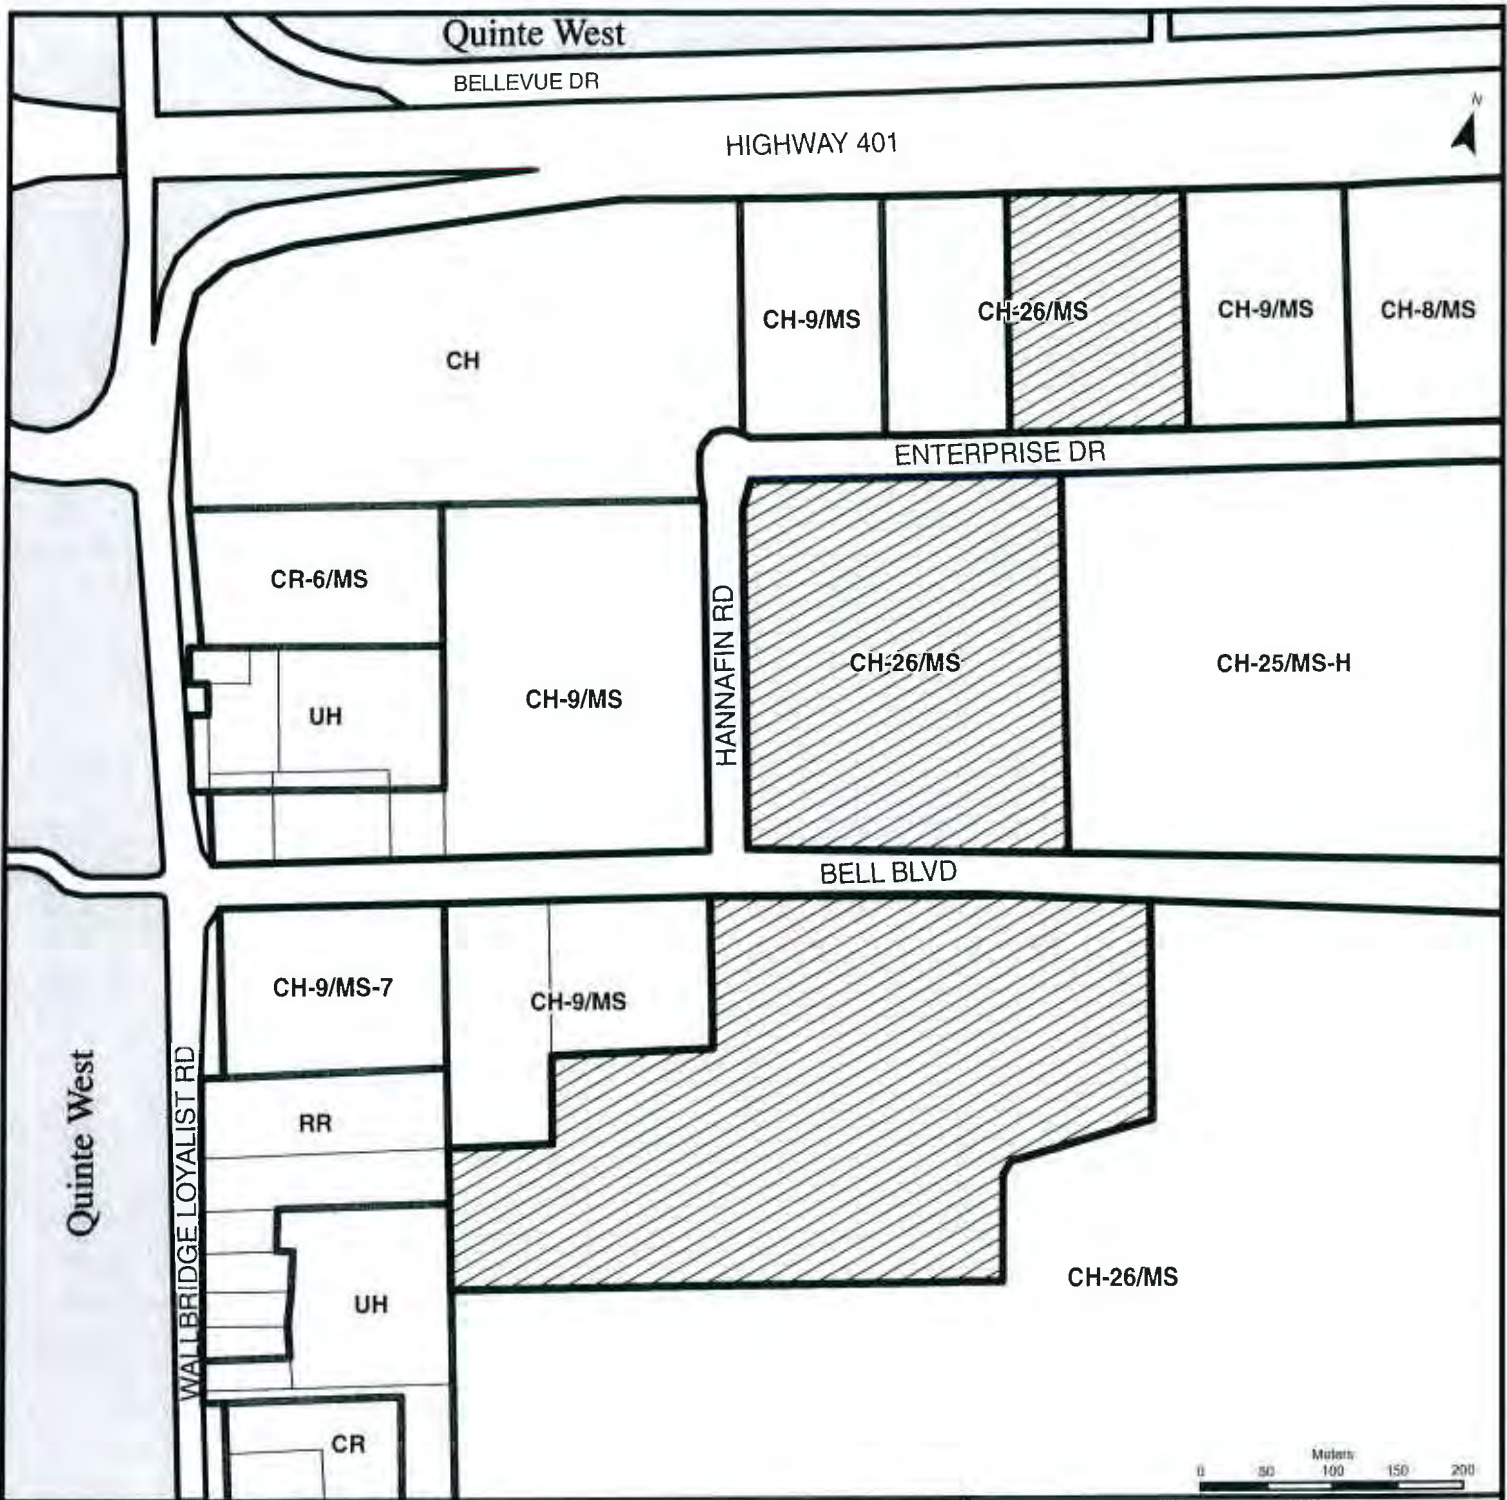 Quinte West
BELLEVUE DR
N
HIGHWAY 401
CH-9/MS
CH-26/MS
CH-9/MS
CH-8/MS
CH
ENTERPRISE DR
CR-6/MS
HANNAFIN RD
CH-26/MS
CH-25/MS-H
CH-9/MS
UH
BELL BLVD
CH-9/MS-7
CH-9/MS
Quinte West
WALLBRIDGE LOYALIST RD
RR
UH
CH-26/MS
CR
Meters
0 50 100 150 200